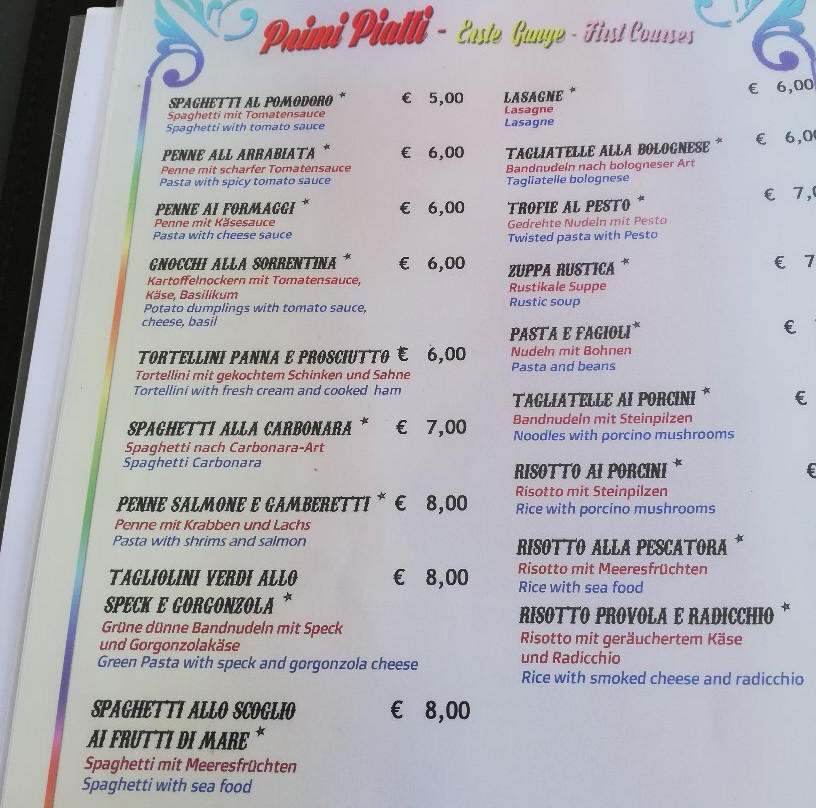 Primi Piatti - Erste Gänge - First Courses
SPAGHETTI AL POMODORO * € 5,00
Spaghetti mit Tomatensauce
Spaghetti with tomato sauce
PENNE ALL ARRABIATA * € 6,00
Penne mit scharfer Tomatensauce
Pasta with spicy tomato sauce
PENNE AI FORMAGGI * € 6,00
Penne mit Käsesauce
Pasta with cheese sauce
GNOCCHI ALLA SORRENTINA * € 6,00
Kartoffelnockern mit Tomatensauce,
Käse, Basilikum
Potato dumplings with tomato sauce,
cheese, basil
TORTELLINI PANNA E PROSCIUTTO € 6,00
Tortellini mit gekochtem Schinken und Sahne
Tortellini with fresh cream and cooked ham
SPAGHETTI ALLA CARBONARA * € 7,00
Spaghetti nach Carbonara-Art
Spaghetti Carbonara
PENNE SALMONE E GAMBERETTI * € 8,00
Penne mit Krabben und Lachs
Pasta with shrims and salmon
TAGLIOLINI VERDI ALLO € 8,00
SPECK E GORGONZOLA *
Grüne dünne Bandnudeln mit Speck
und Gorgonzolakäse
Green Pasta with speck and gorgonzola cheese
SPAGHETTI ALLO SCOGLIO € 8,00
AI FRUTTI DI MARE *
Spaghetti mit Meeresfrüchten
Spaghetti with sea food
LASAGNE * € 6,00
Lasagne
Lasagne
TAGLIATELLE ALLA BOLOGNESE * € 6,0
Bandnudeln nach bologneser Art
Tagliatelle bolognese
TROFIE AL PESTO * € 7,
Gedrehte Nudeln mit Pesto
Twisted pasta with Pesto
ZUPPA RUSTICA * € 7
Rustikale Suppe
Rustic soup
PASTA E FAGIOLI * €
Nudeln mit Bohnen
Pasta and beans
TAGLIATELLE AI PORCINI * €
Bandnudeln mit Steinpilzen
Noodles with porcino mushrooms
RISOTTO AI PORCINI * €
Risotto mit Steinpilzen
Rice with porcino mushrooms
RISOTTO ALLA PESCATORA *
Risotto mit Meeresfrüchten
Rice with sea food
RISOTTO PROVOLA E RADICCHIO *
Risotto mit geräuchertem Käse
und Radicchio
Rice with smoked cheese and radicchio